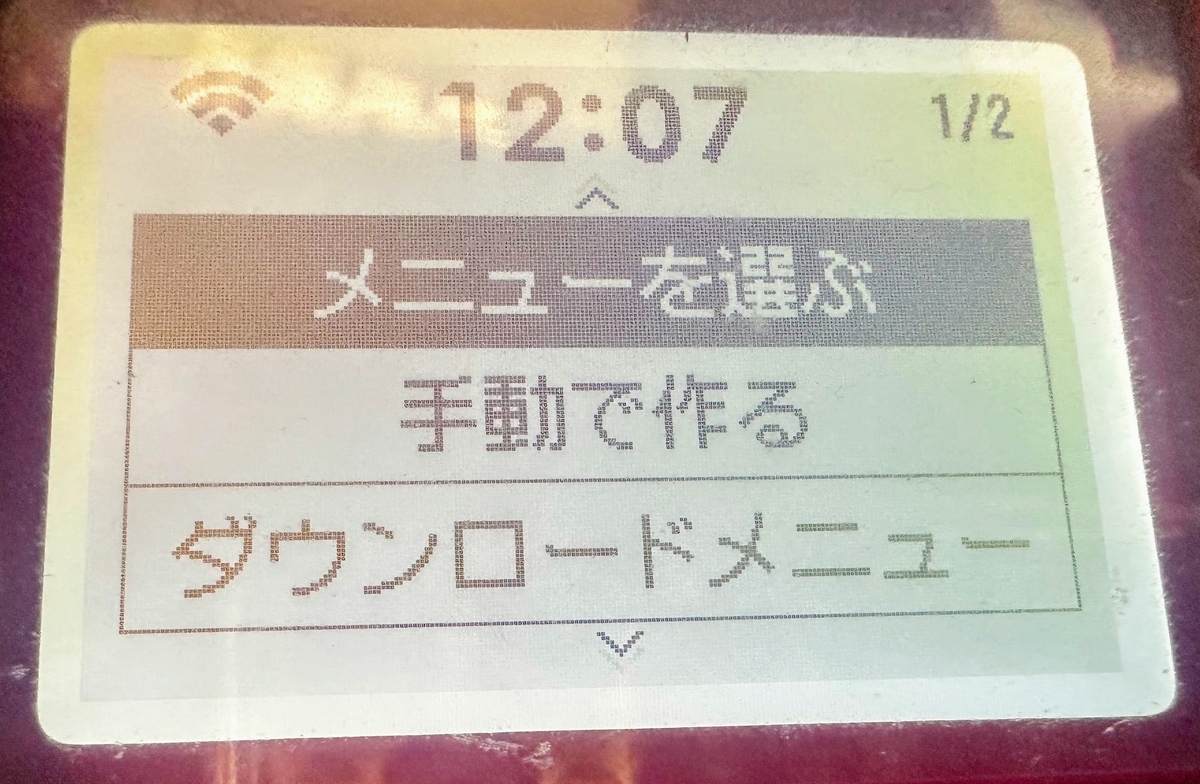 12:07 1/2
メニューを選ぶ
手動で作る
ダウンロードメニュー